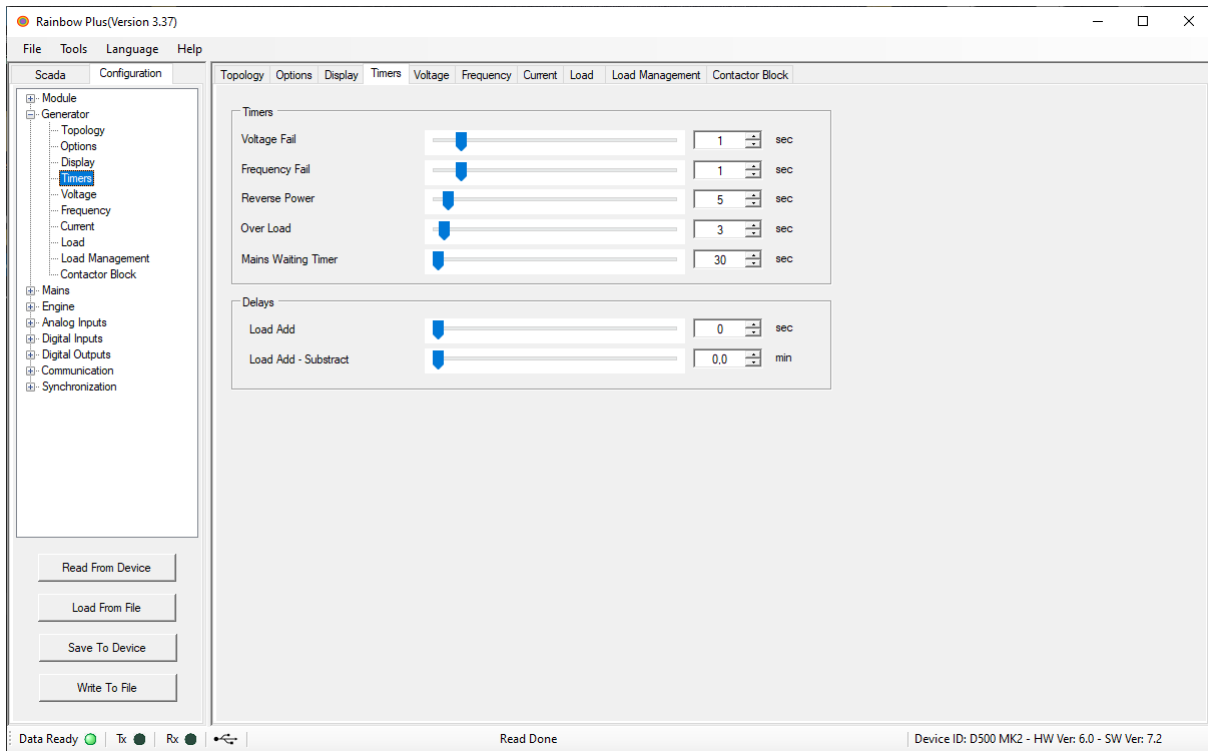 Rainbow Plus(Version 3.37)
File Tools Language Help
Scada Configuration
Module
Generator
Topology
Options
Display
Timers
Voltage
Frequency
Current
Load
Load Management
Contactor Block
Mains
Engine
Analog Inputs
Digital Inputs
Digital Outputs
Communication
Synchronization
Read From Device
Load From File
Save To Device
Write To File
Topology Options Display Timers Voltage Frequency Current Load Load Management Contactor Block
Timers
Voltage Fail 1 sec
Frequency Fail 1 sec
Reverse Power 5 sec
Over Load 3 sec
Mains Waiting Timer 30 sec
Delays
Load Add 0 sec
Load Add - Substract 0,0 min
Data Ready Tx Rx Read Done Device ID: D500 MK2 - HW Ver: 6.0 - SW Ver: 7.2